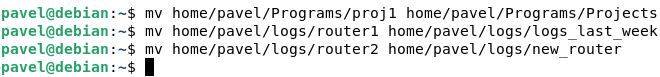 pavel@debian:~$ mv home/pavel/Programs/proj1 home/pavel/Programs/Projects
pavel@debian:~$ mv home/pavel/logs/router1 home/pavel/logs/logs_last_week
pavel@debian:~$ mv home/pavel/logs/router2 home/pavel/logs/new_router
pavel@debian:~$